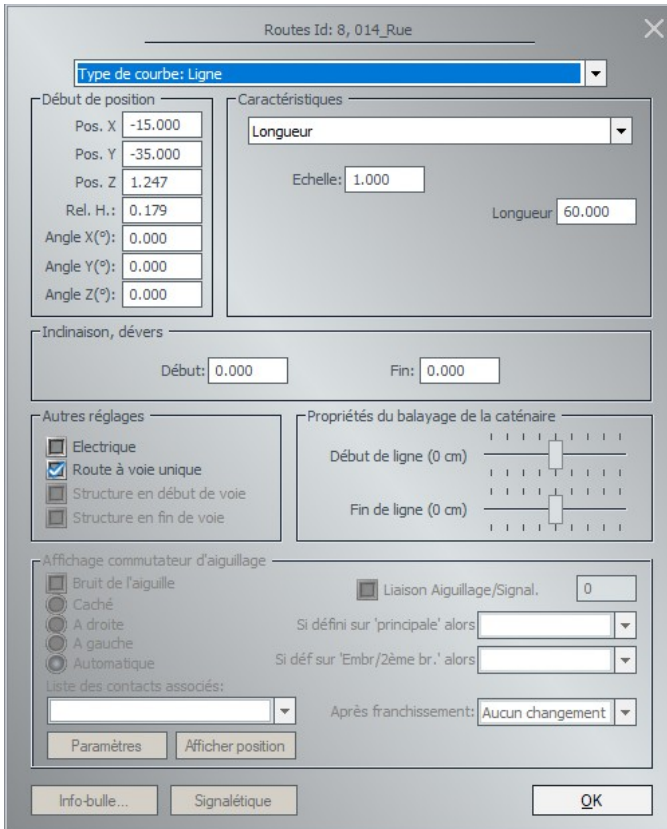 Routes Id: 8, 014_Rue
Type de courbe: Ligne
Début de position
Pos. X -15.000
Pos. Y -35.000
Pos. Z 1.247
Rel. H.: 0.179
Angle X(°): 0.000
Angle Y(°): 0.000
Angle Z(°): 0.000
Caractéristiques
Longueur
Echelle: 1.000
Longueur 60.000
Inclinaison, dévers
Début: 0.000
Fin: 0.000
Autres réglages
Electrique
Route à voie unique
Structure en début de voie
Structure en fin de voie
Propriétés du balayage de la caténaire
Début de ligne (0 cm)
Fin de ligne (0 cm)
Affichage commutateur d'aiguillage
Bruit de l'aiguille
Caché
A droite
A gauche
Automatique
Liste des contacts associés:
Paramètres
Afficher position
Liaison Aiguillage/Signal. 0
Si défini sur 'principale' alors
Si déf sur 'Embr/2ème br.' alors
Après franchissement: Aucun changement
Info-bulle...
Signalétique
OK